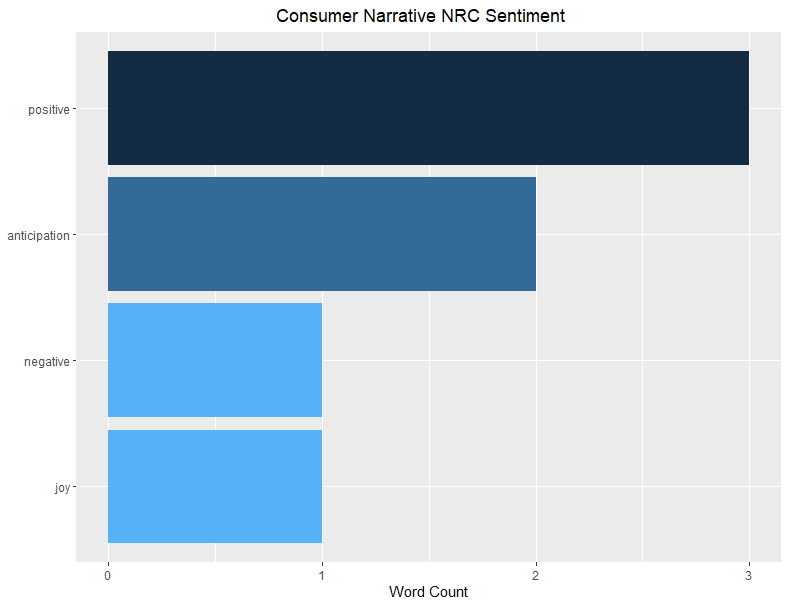 Consumer Narrative NRC Sentiment
positive
anticipation
negative
joy
0 1 2 3
Word Count